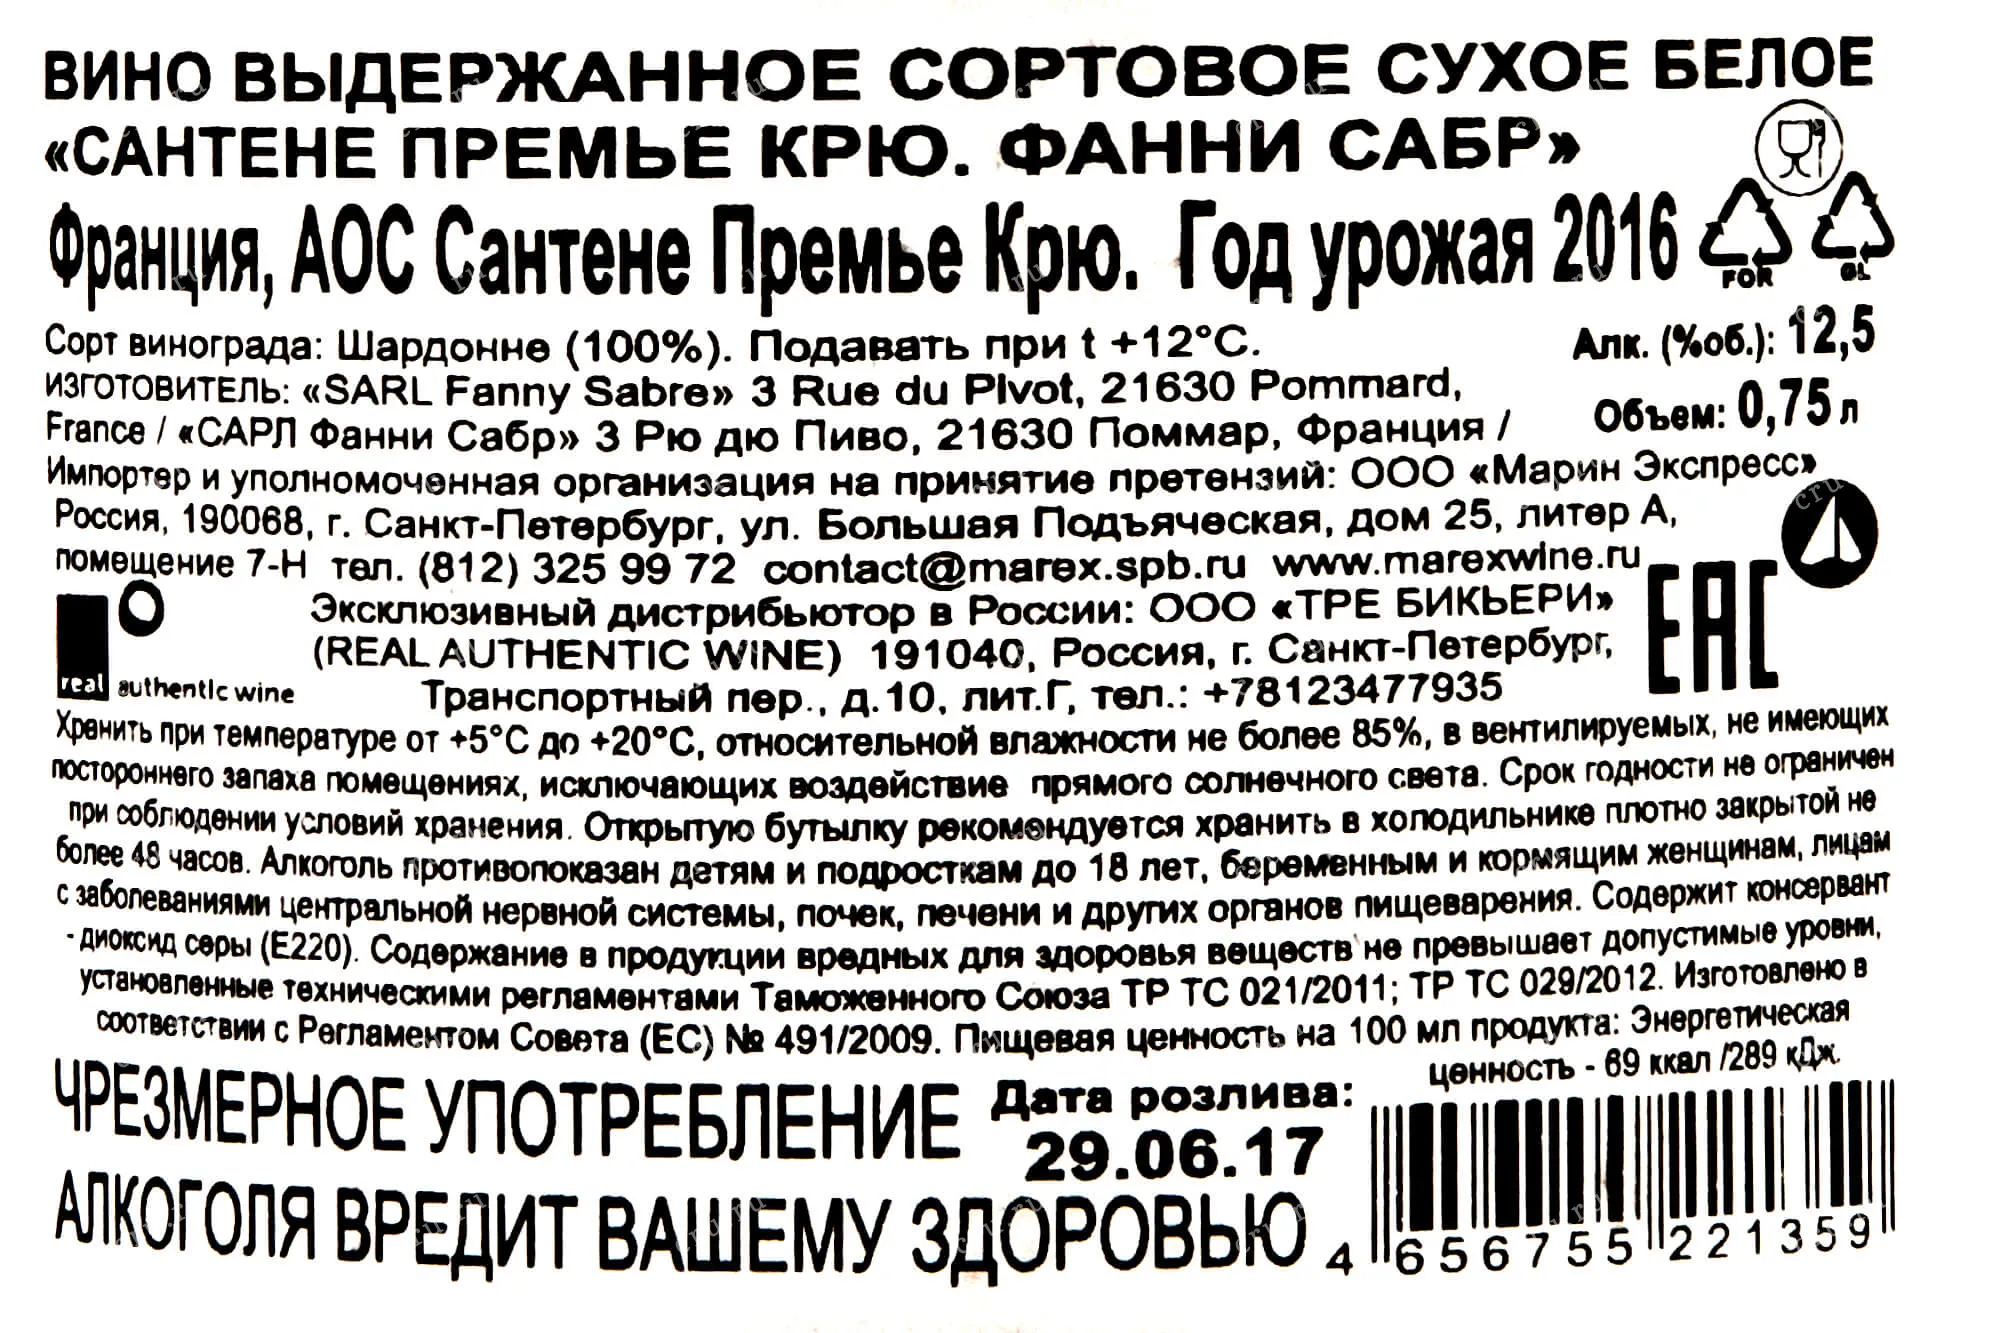 ВИНО ВЫДЕРЖАННОЕ СОРТОВОЕ СУХОЕ БЕЛОЕ
«САНТЕНЕ ПРЕМЬЕ КРЮ. ФАННИ САБР»
Франция, АОС Сантене Премье Крю. Год урожая 2016
FOR GL
Сорт винограда: Шардонне (100%). Подавать при t +12°C.
Алк. (%об.): 12,5
ИЗГОТОВИТЕЛЬ: «SARL Fanny Sabre» 3 Rue du Pivot, 21630 Pommard,
Объем: 0,75 л
France / «САРЛ Фанни Сабр» 3 Рю дю Пиво, 21630 Поммар, Франция /
Импортер и уполномоченная организация на принятие претензий: ООО «Марин Экспресс»
Россия, 190068, г. Санкт-Петербург, ул. Большая Подъяческая, дом 25, литер А,
помещение 7-Н тел. (812) 325 99 72 contact@marex.spb.ru www.marexwine.ru
EAC
Эксклюзивный дистрибьютор в России: ООО «ТРЕ БИКЬЕРИ»
(REAL AUTHENTIC WINE) 191040, Россия, г. Санкт-Петербург,
real authentic wine
Транспортный пер., д.10, лит.Г, тел.: +78123477935
Хранить при температуре от +5°С до +20°С, относительной влажности не более 85%, в вентилируемых, не имеющих
постороннего запаха помещениях, исключающих воздействие прямого солнечного света. Срок годности не ограничен
при соблюдении условий хранения. Открытую бутылку рекомендуется хранить в холодильнике плотно закрытой не
более 48 часов. Алкоголь противопоказан детям и подросткам до 18 лет, беременным и кормящим женщинам, лицам
с заболеваниями центральной нервной системы, почек, печени и других органов пищеварения. Содержит консервант
- диоксид серы (Е220). Содержание в продукции вредных для здоровья веществ не превышает допустимые уровни,
установленные техническими регламентами Таможенного Союза ТР ТС 021/2011; ТР ТС 029/2012. Изготовлено в
соответствии с Регламентом Совета (ЕС) № 491/2009. Пищевая ценность на 100 мл продукта: Энергетическая
ценность - 69 ккал /289 кДж.
ЧРЕЗМЕРНОЕ УПОТРЕБЛЕНИЕ
АЛКОГОЛЯ ВРЕДИТ ВАШЕМУ ЗДОРОВЬЮ
Дата розлива:
29.06.17
4 656755 221359